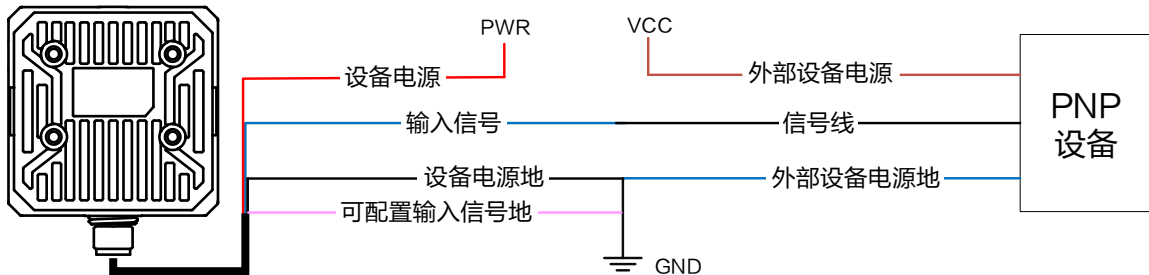 PWR
VCC
设备电源
外部设备电源
输入信号
信号线
PNP
设备
设备电源地
外部设备电源地
可配置输入信号地
GND